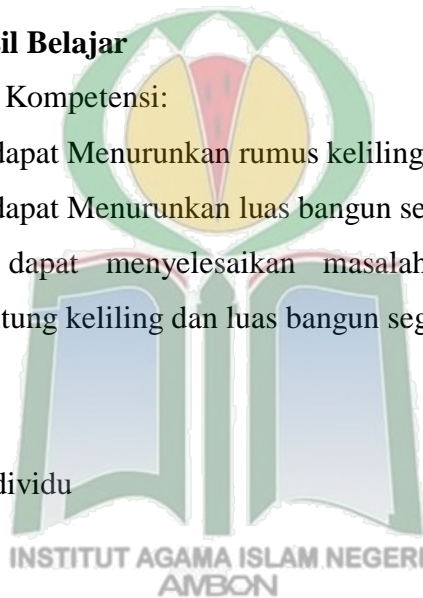 sil Belajar
Kompetensi:
dapat Menurunkan rumus keliling
dapat Menurunkan luas bangun se
dapat menyelesaikan masalah
tung keliling dan luas bangun seg
dividu
INSTITUT AGAMA ISLAM NEGERI
AMBON